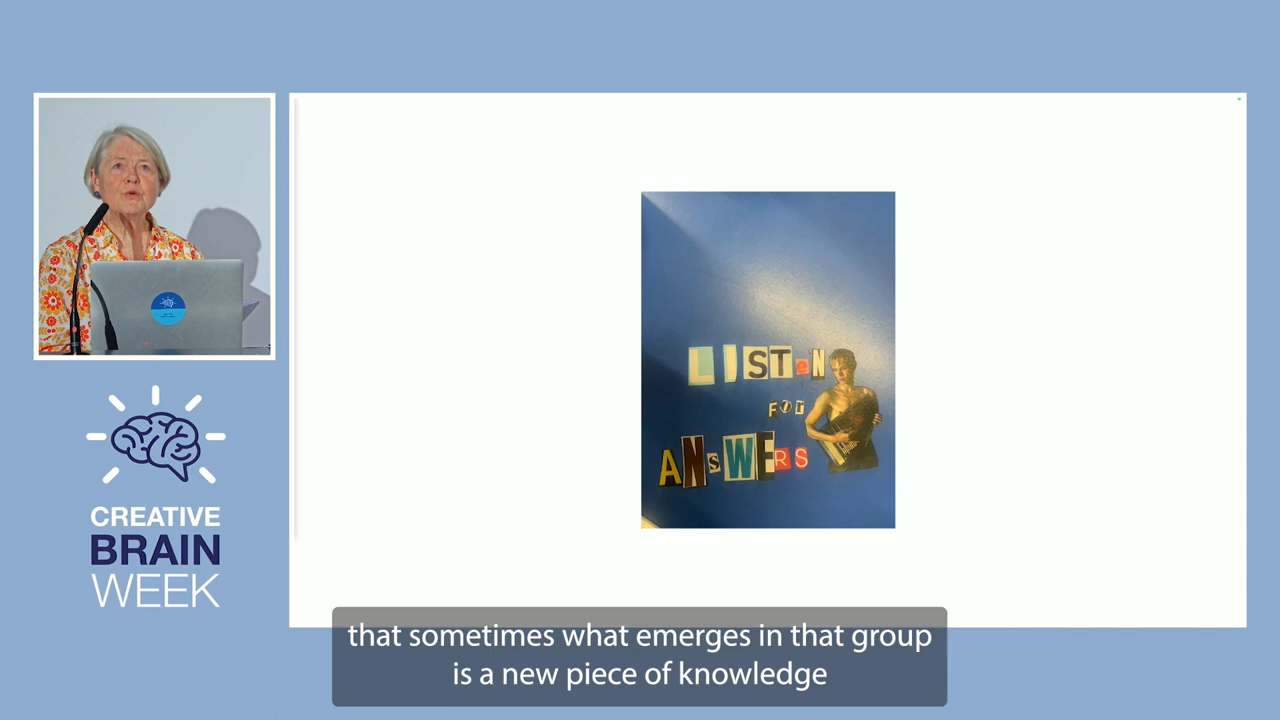 LISTeN
FOR
ANsWERS
CREATIVE
BRAIN
WEEK
that sometimes what emerges in that group
is a new piece of knowledge